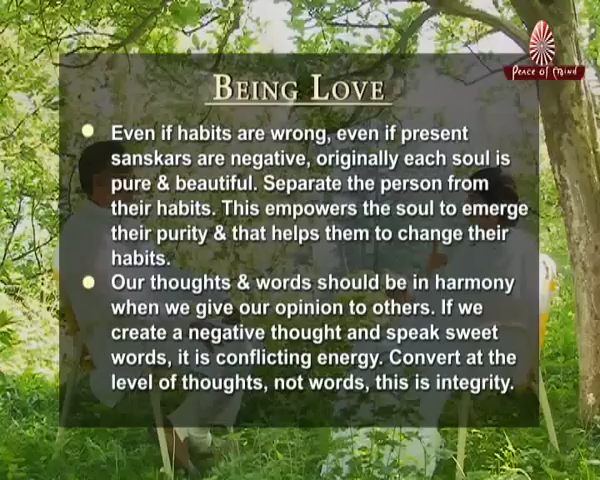 Peace of Mind
Being Love
Even if habits are wrong, even if present
sanskars are negative, originally each soul is
pure & beautiful. Separate the person from
their habits. This empowers the soul to emerge
their purity & that helps them to change their
habits.
Our thoughts & words should be in harmony
when we give our opinion to others. If we
create a negative thought and speak sweet
words, it is conflicting energy. Convert at the
level of thoughts, not words, this is integrity.